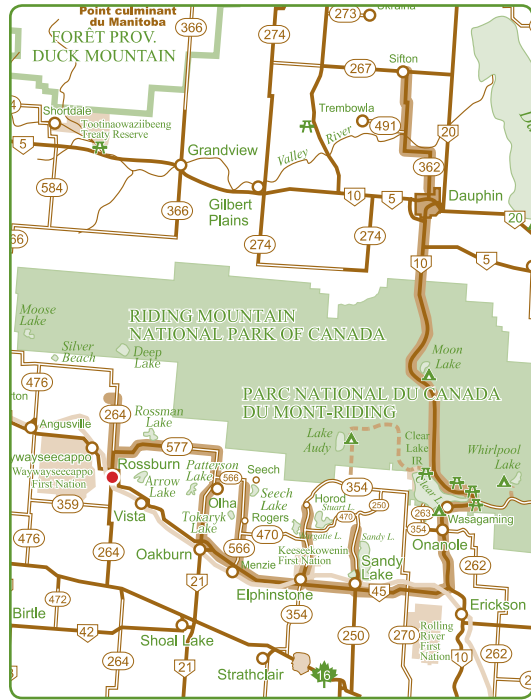 Point culminant
du Manitoba
FORÊT PROV.
DUCK MOUNTAIN
273
274
274
267
Sifton
Shortdale
Tootinaowaziibeeng
Treaty Reserve
Trembowla
491
20
5
366
Grandview
Valley
River
362
584
Gilbert
Plains
10
5
Dauphin
366
274
274
20
10
5
RIDING MOUNTAIN
NATIONAL PARK OF CANADA
Moose
Lake
Silver
Beach
Deep
Lake
Moon
Lake
PARC NATIONAL DU CANADA
DU MONT-RIDING
476
264
Rossman
Lake
Angusville
577
Lake
Audy
Clear
Lake
IR
Whirlpool
Lake
Waywayseecappo
First Nation
Rossburn
Patterson
Lake
566
Seech
354
Arrow
Lake
Olha
Seech
Lake
Horod
Stuart L.
250
263
Wasagaming
359
Vista
Tokaryk
Lake
Rogers
470
470
354
Onanole
476
264
Oakburn
566
Menzie
Keeseekoowenin
First Nation
Sandy L.
Sandy
Lake
262
21
Elphinstone
45
Erickson
472
Birtle
354
42
Shoal Lake
250
270
Rolling
River
First
Nation
264
21
Strathclair
16
10
262